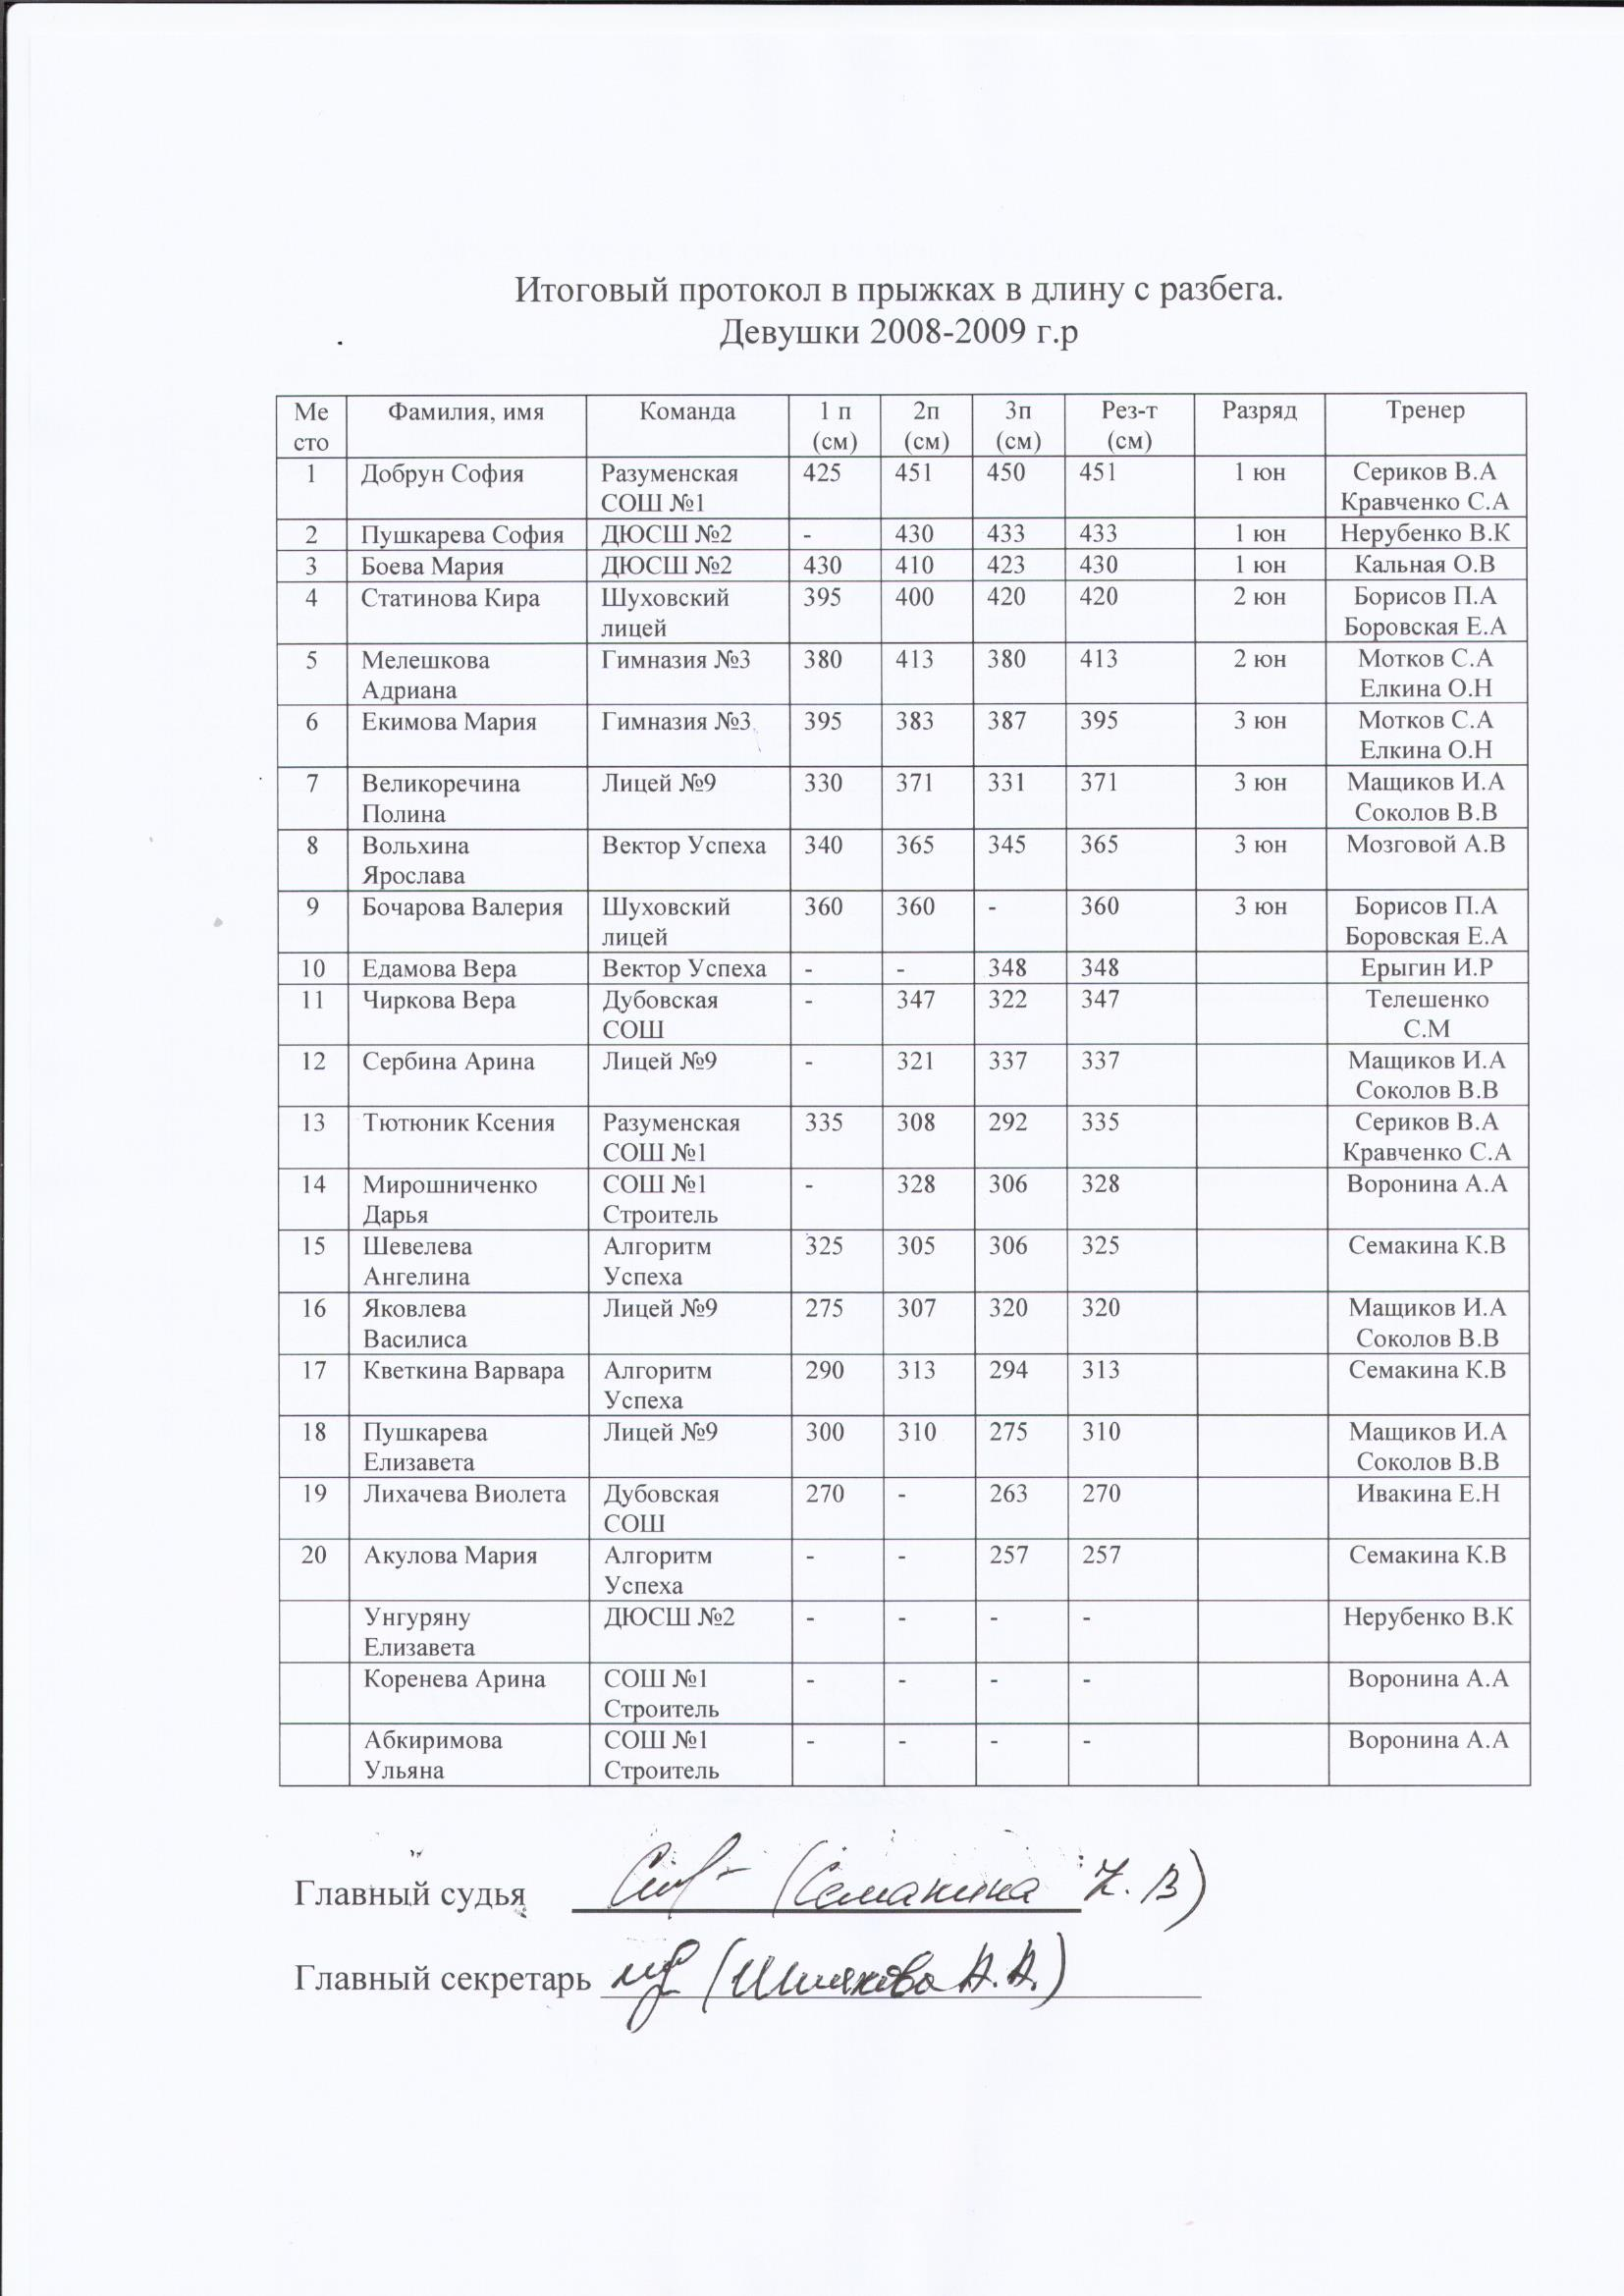 Итоговый протокол в прыжках в длину с разбега.
Девушки 2008-2009 г.р
Ме сто Фамилия, имя Команда 1 п (см) 2п (см) 3п (см) Рез-т (см) Разряд Тренер
1 Добрун София Разуменская СОШ №1 425 451 450 451 1 юн Сериков В.А Кравченко С.А
2 Пушкарева София ДЮСШ №2 - 430 433 433 1 юн Нерубенко В.К
3 Боева Мария ДЮСШ №2 430 410 423 430 1 юн Кальная О.В
4 Статинова Кира Шуховский лицей 395 400 420 420 2 юн Борисов П.А Боровская Е.А
5 Мелешкова Адриана Гимназия №3 380 413 380 413 2 юн Мотков С.А Елкина О.Н
6 Екимова Мария Гимназия №3 395 383 387 395 3 юн Мотков С.А Елкина О.Н
7 Великоречина Полина Лицей №9 330 371 331 371 3 юн Мащиков И.А Соколов В.В
8 Вольхина Ярослава Вектор Успеха 340 365 345 365 3 юн Мозговой А.В
9 Бочарова Валерия Шуховский лицей 360 360 - 360 3 юн Борисов П.А Боровская Е.А
10 Едамова Вера Вектор Успеха - - 348 348 Ерыгин И.Р
11 Чиркова Вера Дубовская СОШ - 347 322 347 Телешенко С.М
12 Сербина Арина Лицей №9 - 321 337 337 Мащиков И.А Соколов В.В
13 Тютюник Ксения Разуменская СОШ №1 335 308 292 335 Сериков В.А Кравченко С.А
14 Мирошниченко Дарья СОШ №1 Строитель - 328 306 328 Воронина А.А
15 Шевелева Ангелина Алгоритм Успеха 325 305 306 325 Семакина К.В
16 Яковлева Василиса Лицей №9 275 307 320 320 Мащиков И.А Соколов В.В
17 Кветкина Варвара Алгоритм Успеха 290 313 294 313 Семакина К.В
18 Пушкарева Елизавета Лицей №9 300 310 275 310 Мащиков И.А Соколов В.В
19 Лихачева Виолета Дубовская СОШ 270 - 263 270 Ивакина Е.Н
20 Акулова Мария Алгоритм Успеха - - 257 257 Семакина К.В
Унгуряну Елизавета ДЮСШ №2 - - - - Нерубенко В.К
Коренева Арина СОШ №1 Строитель - - - - Воронина А.А
Абкиримова Ульяна СОШ №1 Строитель - - - - Воронина А.А
Главный судья (Семакина К. В)
Главный секретарь А.А.)